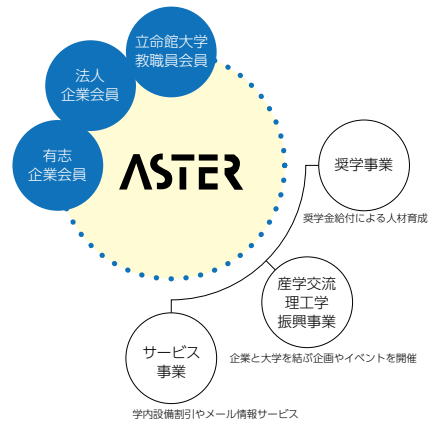 立命館大学
教職員会員
法人
企業会員
有志
企業会員
ASTER
奨学事業
奨学金給付による人材育成
産学交流
理工学
振興事業
企業と大学を結ぶ企画やイベントを開催
サービス
事業
学内設備割引やメール情報サービス